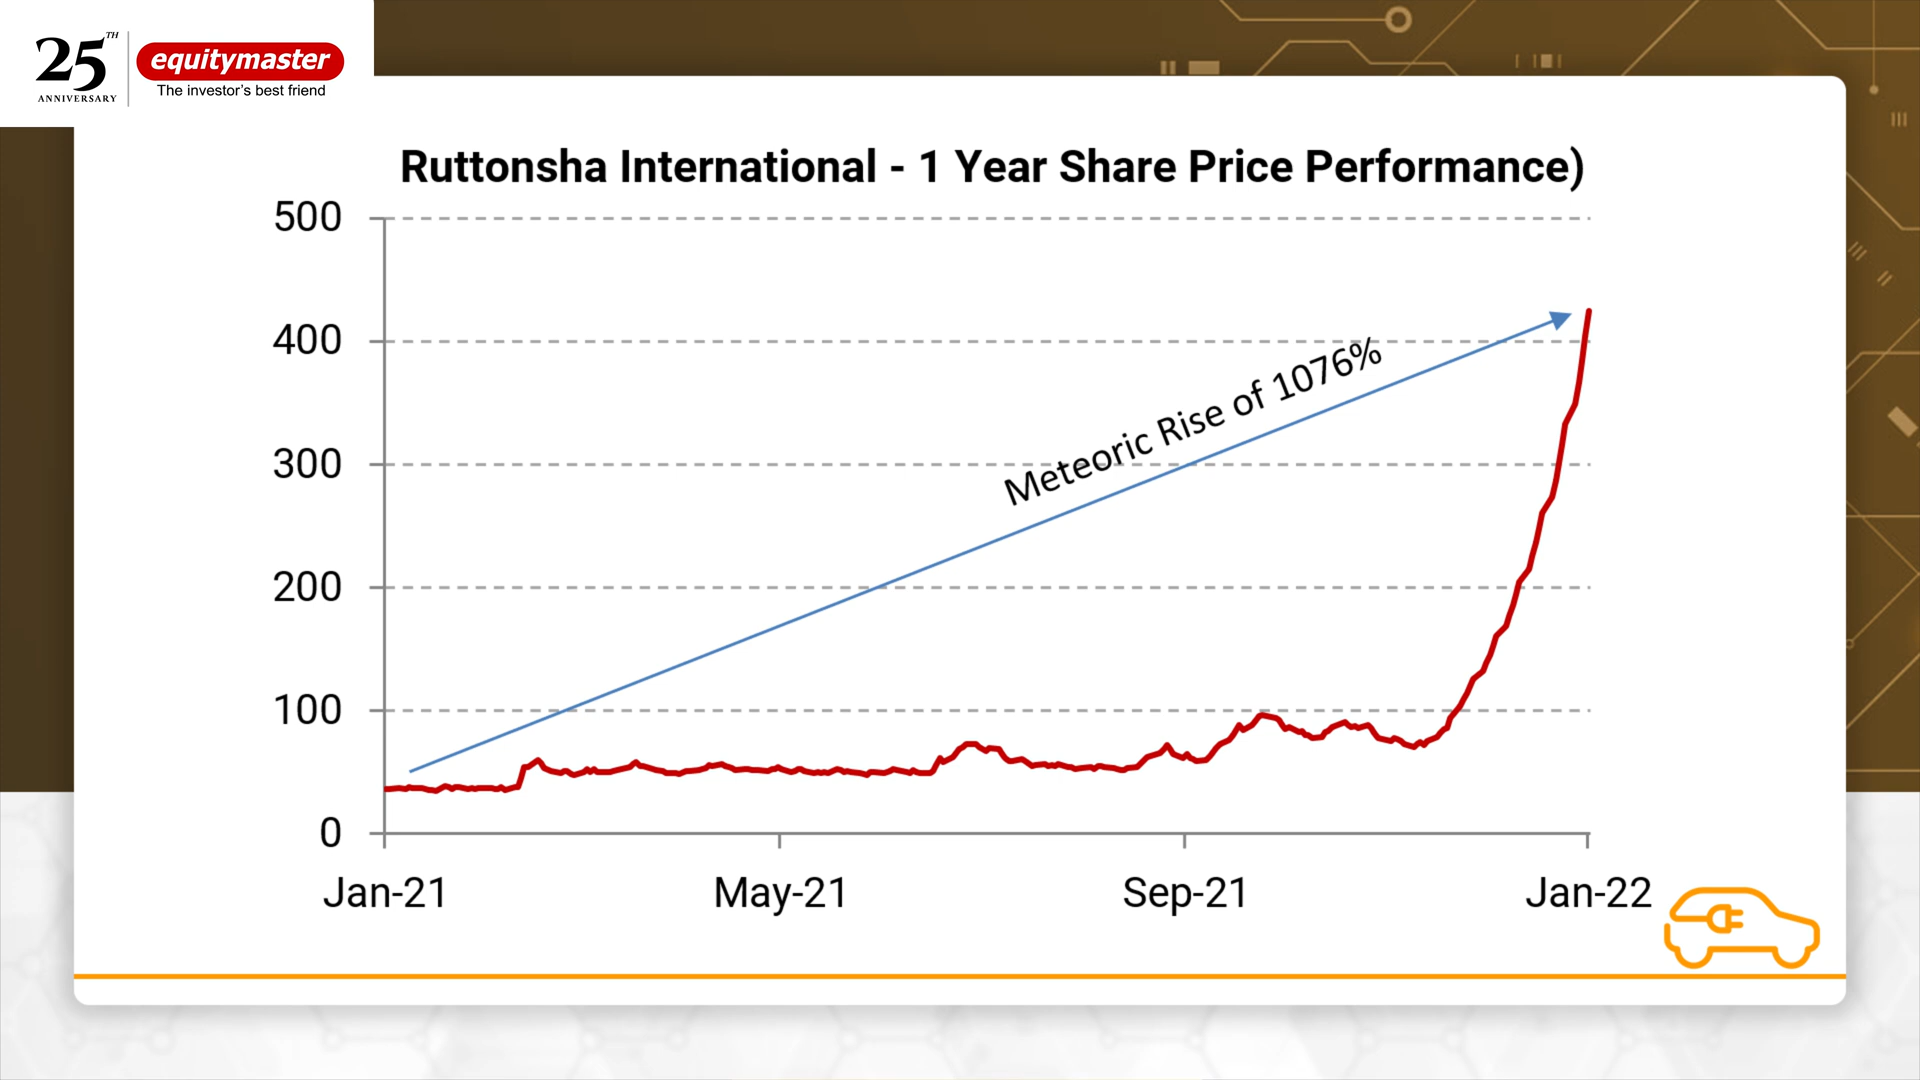 25TH
ANNIVERSARY
equitymaster
The investor's best friend
Ruttonsha International - 1 Year Share Price Performance)
500
400
300
200
100
0
Meteoric Rise of 1076%
Jan-21 May-21 Sep-21 Jan-22